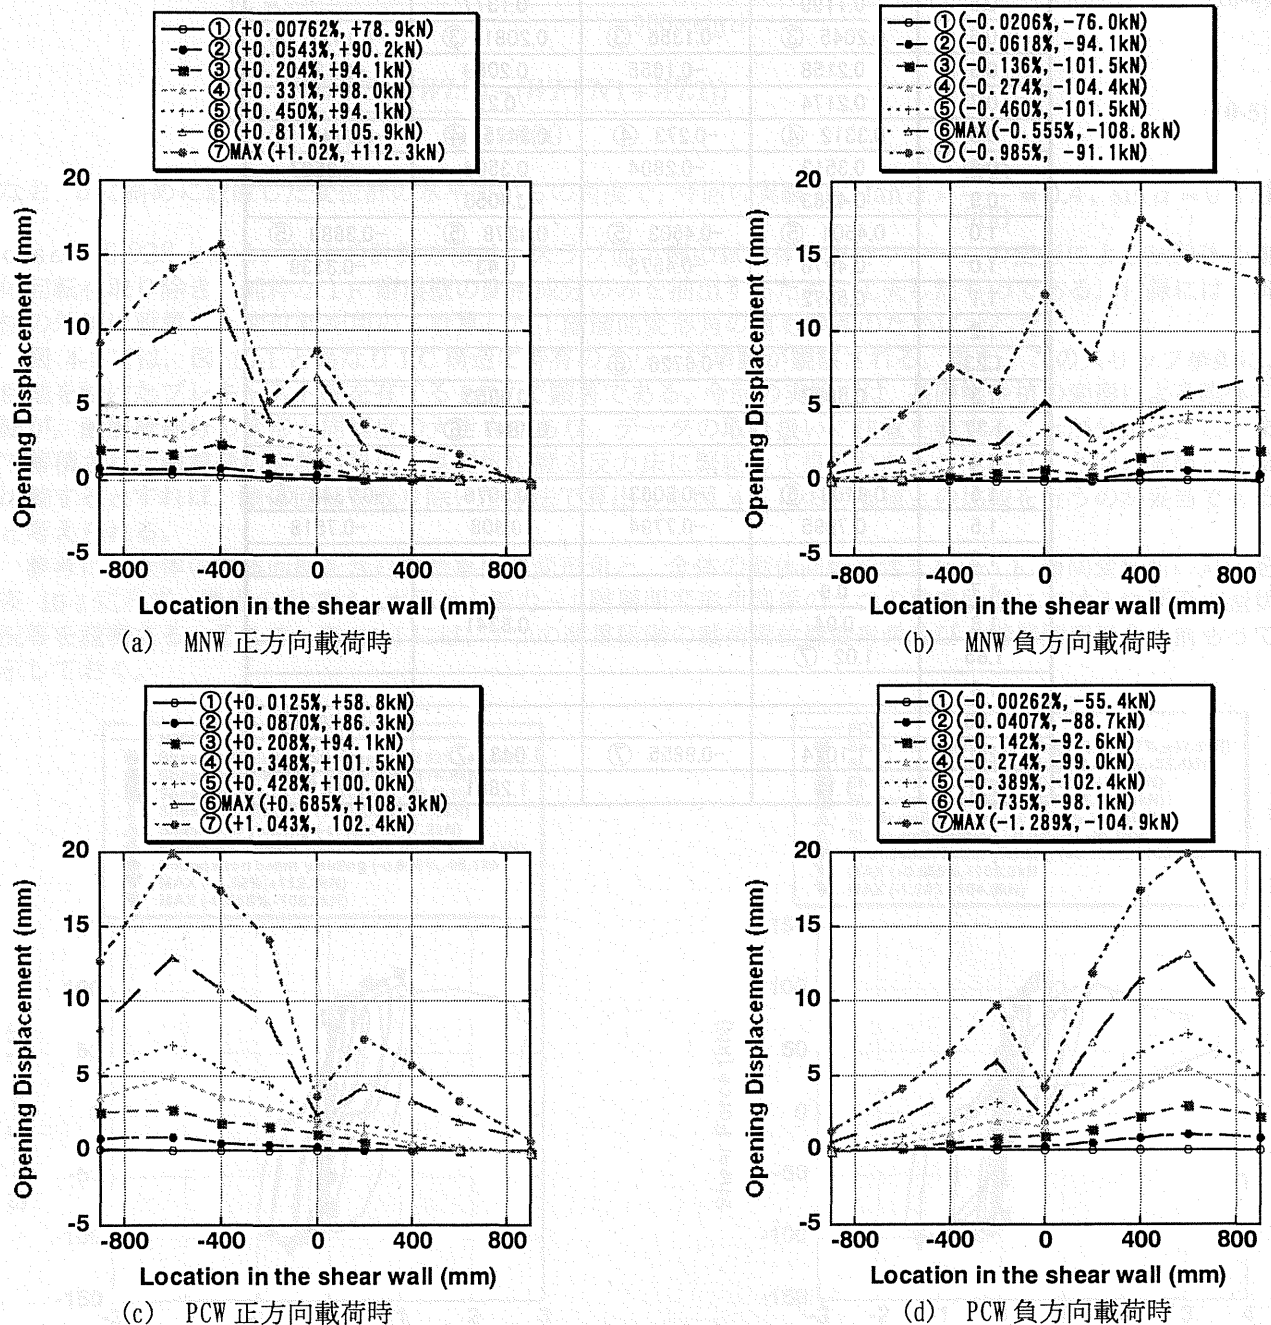 ①(+0.00762%,+78.9kN)
②(+0.0543%,+90.2kN)
③(+0.204%,+94.1kN)
④(+0.331%,+98.0kN)
⑤(+0.450%,+94.1kN)
⑥(+0.811%,+105.9kN)
⑦MAX(+1.02%,+112.3kN)
20
15
10
5
0
-5
Opening Displacement (mm)
-800 -400 0 400 800
Location in the shear wall (mm)
(a) MNW 正方向載荷時
①(-0.0206%,-76.0kN)
②(-0.0618%,-94.1kN)
③(-0.136%,-101.5kN)
④(-0.274%,-104.4kN)
⑤(-0.460%,-101.5kN)
⑥MAX(-0.555%,-108.8kN)
⑦(-0.985%, -91.1kN)
20
15
10
5
0
-5
Opening Displacement (mm)
-800 -400 0 400 800
Location in the shear wall (mm)
(b) MNW 負方向載荷時
①(+0.0125%,+58.8kN)
②(+0.0870%,+86.3kN)
③(+0.208%,+94.1kN)
④(+0.348%,+101.5kN)
⑤(+0.428%,+100.0kN)
⑥MAX(+0.685%,+108.3kN)
⑦(+1.043%, 102.4kN)
20
15
10
5
0
-5
Opening Displacement (mm)
-800 -400 0 400 800
Location in the shear wall (mm)
(c) PCW 正方向載荷時
①(-0.00262%,-55.4kN)
②(-0.0407%,-88.7kN)
③(-0.142%,-92.6kN)
④(-0.274%,-99.0kN)
⑤(-0.389%,-102.4kN)
⑥(-0.735%,-98.1kN)
⑦MAX(-1.289%,-104.9kN)
20
15
10
5
0
-5
Opening Displacement (mm)
-800 -400 0 400 800
Location in the shear wall (mm)
(d) PCW 負方向載荷時